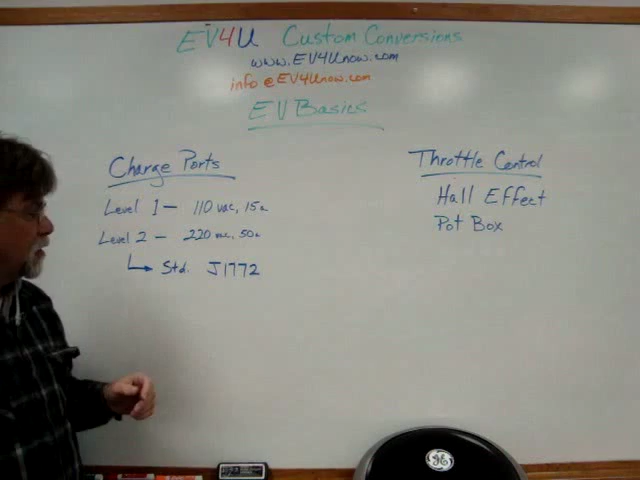 EV4U Custom Conversions
www.EV4Unow.com
info@EV4Unow.com
EV Basics
Charge Ports
Level 1 - 110 vac, 15a
Level 2 - 220 vac, 50a
Std. J1772
Throttle Control
Hall Effect
Pot Box
GE